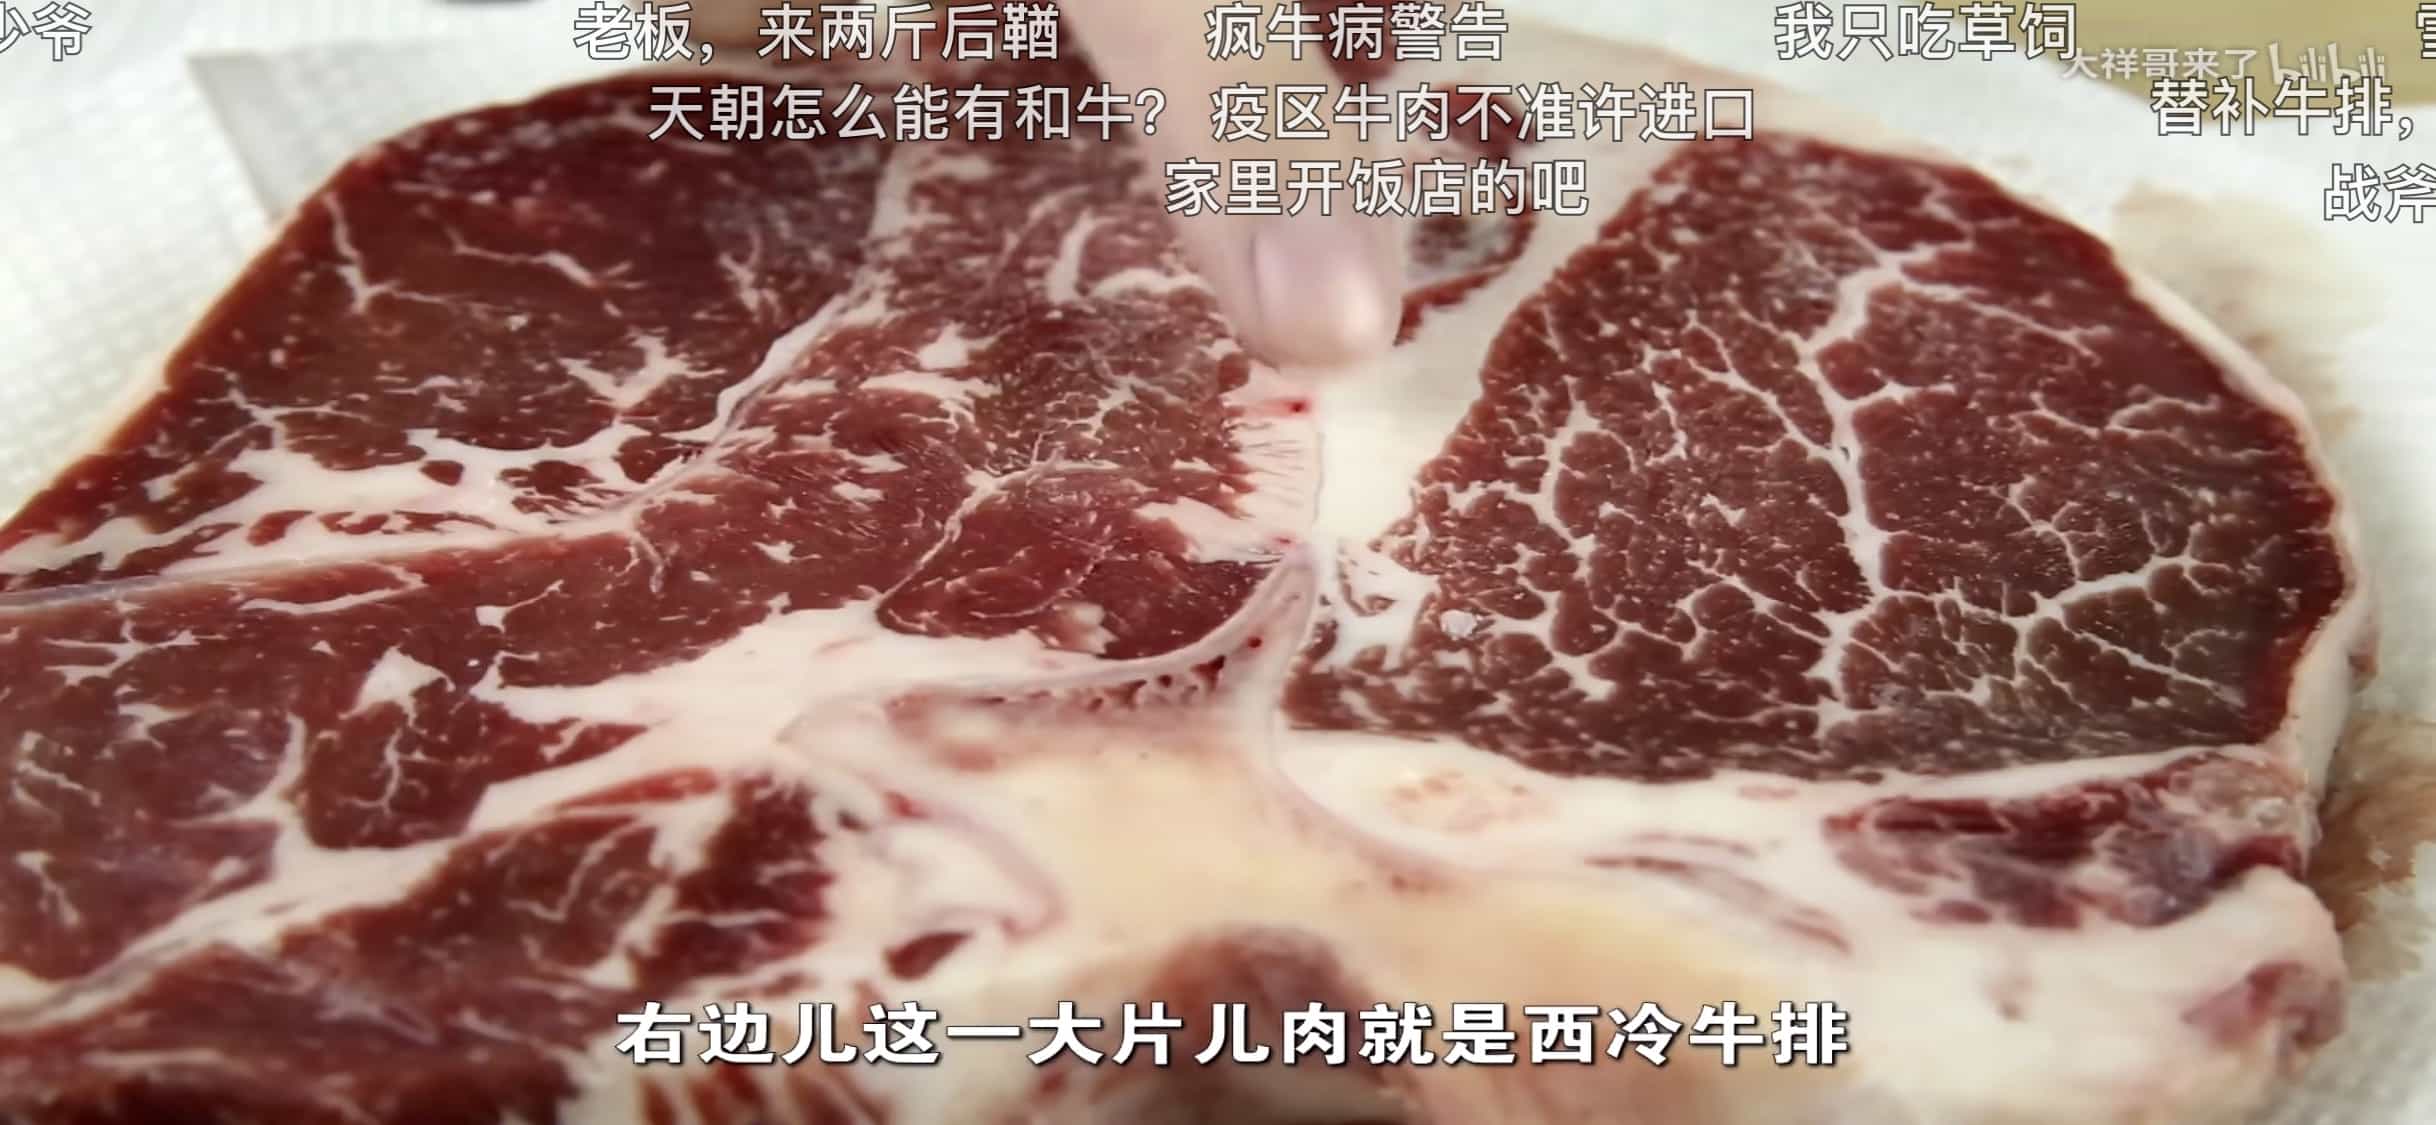 少爷
老板，来两斤后鞧
疯牛病警告
我只吃草饲
大祥哥来了 bilibili
天朝怎么能有和牛？
疫区牛肉不准许进口
替补牛排，
家里开饭店的吧
战斧
右边儿这一大片儿肉就是西冷牛排